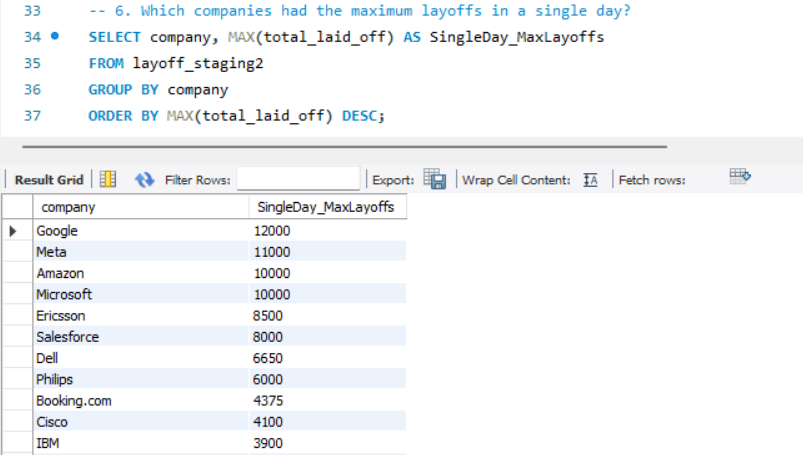 33 -- 6. Which companies had the maximum layoffs in a single day?
34 SELECT company, MAX(total_laid_off) AS SingleDay_MaxLayoffs
35 FROM layoff_staging2
36 GROUP BY company
37 ORDER BY MAX(total_laid_off) DESC;
Result Grid Filter Rows: Export: Wrap Cell Content: IA Fetch rows:
company SingleDay_MaxLayoffs
Google 12000
Meta 11000
Amazon 10000
Microsoft 10000
Ericsson 8500
Salesforce 8000
Dell 6650
Philips 6000
Booking.com 4375
Cisco 4100
IBM 3900